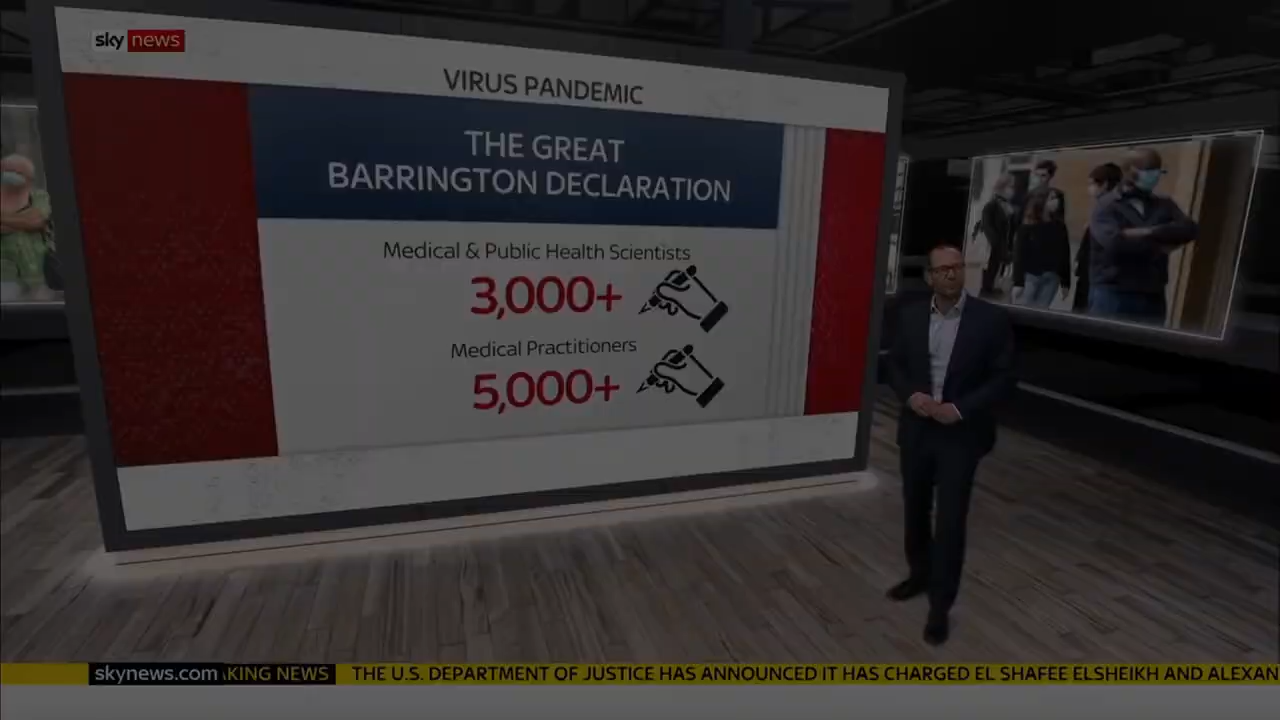 sky news
VIRUS PANDEMIC
THE GREAT
BARRINGTON DECLARATION
Medical & Public Health Scientists
3,000+
Medical Practitioners
5,000+
skynews.com KING NEWS THE U.S. DEPARTMENT OF JUSTICE HAS ANNOUNCED IT HAS CHARGED EL SHAFEE ELSHEIKH AND ALEXAN